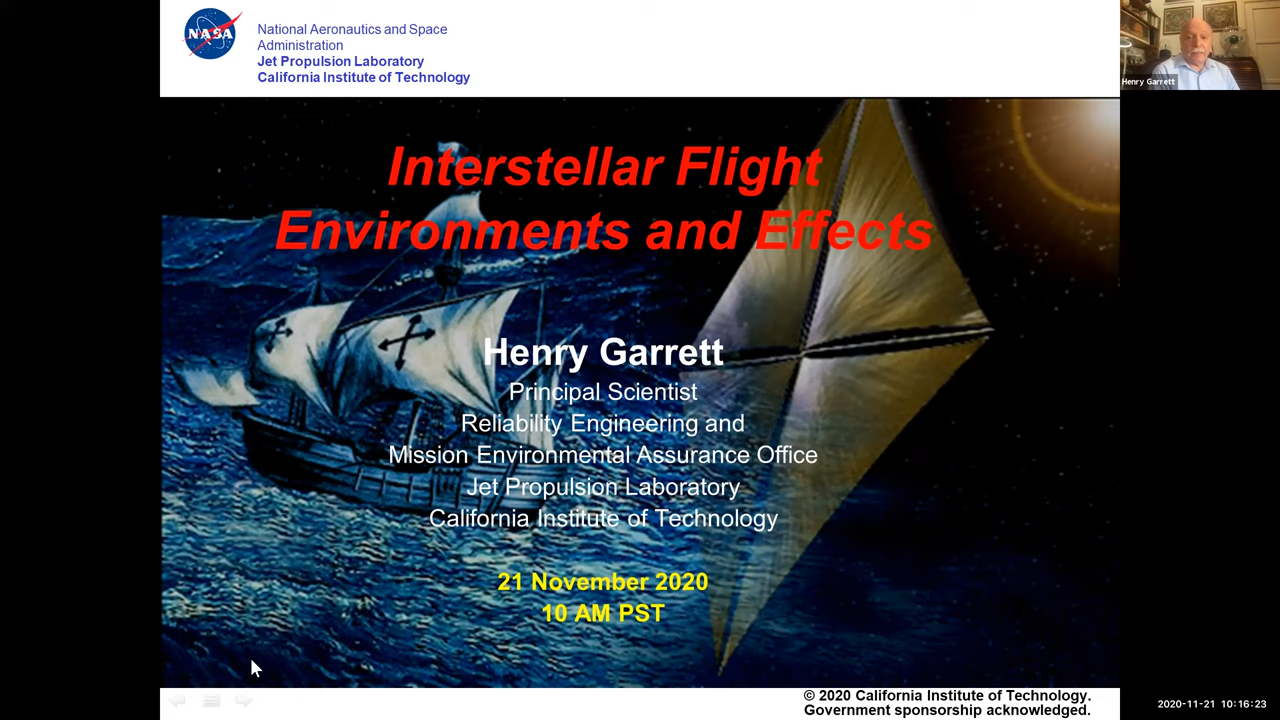 NASA
National Aeronautics and Space
Administration
Jet Propulsion Laboratory
California Institute of Technology
Henry Garrett
Interstellar Flight
Environments and Effects
Henry Garrett
Principal Scientist
Reliability Engineering and
Mission Environmental Assurance Office
Jet Propulsion Laboratory
California Institute of Technology
21 November 2020
10 AM PST
© 2020 California Institute of Technology.
Government sponsorship acknowledged.
2020-11-21 10:16:23